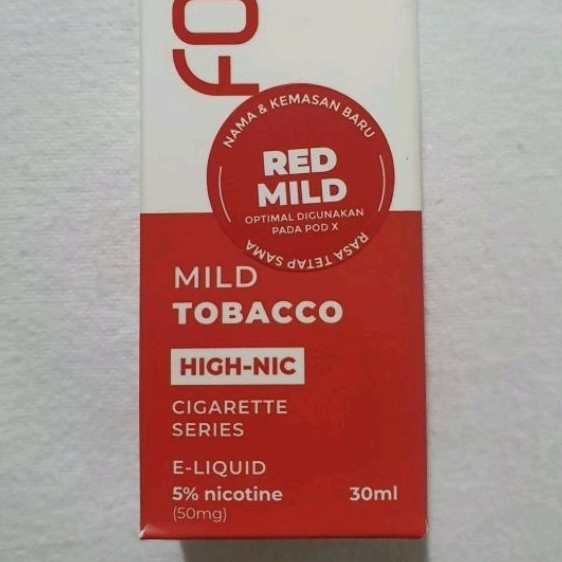 FO
NAMA & KEMASAN BARU
RED
MILD
OPTIMAL DIGUNAKAN
PADA POD X
RASA TETAP SAMA
MILD
TOBACCO
HIGH-NIC
CIGARETTE
SERIES
E-LIQUID
5% nicotine 30ml
(50mg)